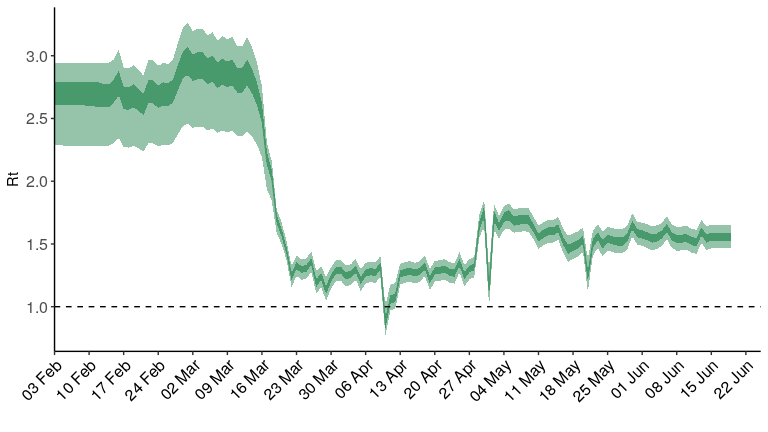 Rt
3.0
2.5
2.0
1.5
1.0
03 Feb
10 Feb
17 Feb
24 Feb
02 Mar
09 Mar
16 Mar
23 Mar
30 Mar
06 Apr
13 Apr
20 Apr
27 Apr
04 May
11 May
18 May
25 May
01 Jun
08 Jun
15 Jun
22 Jun